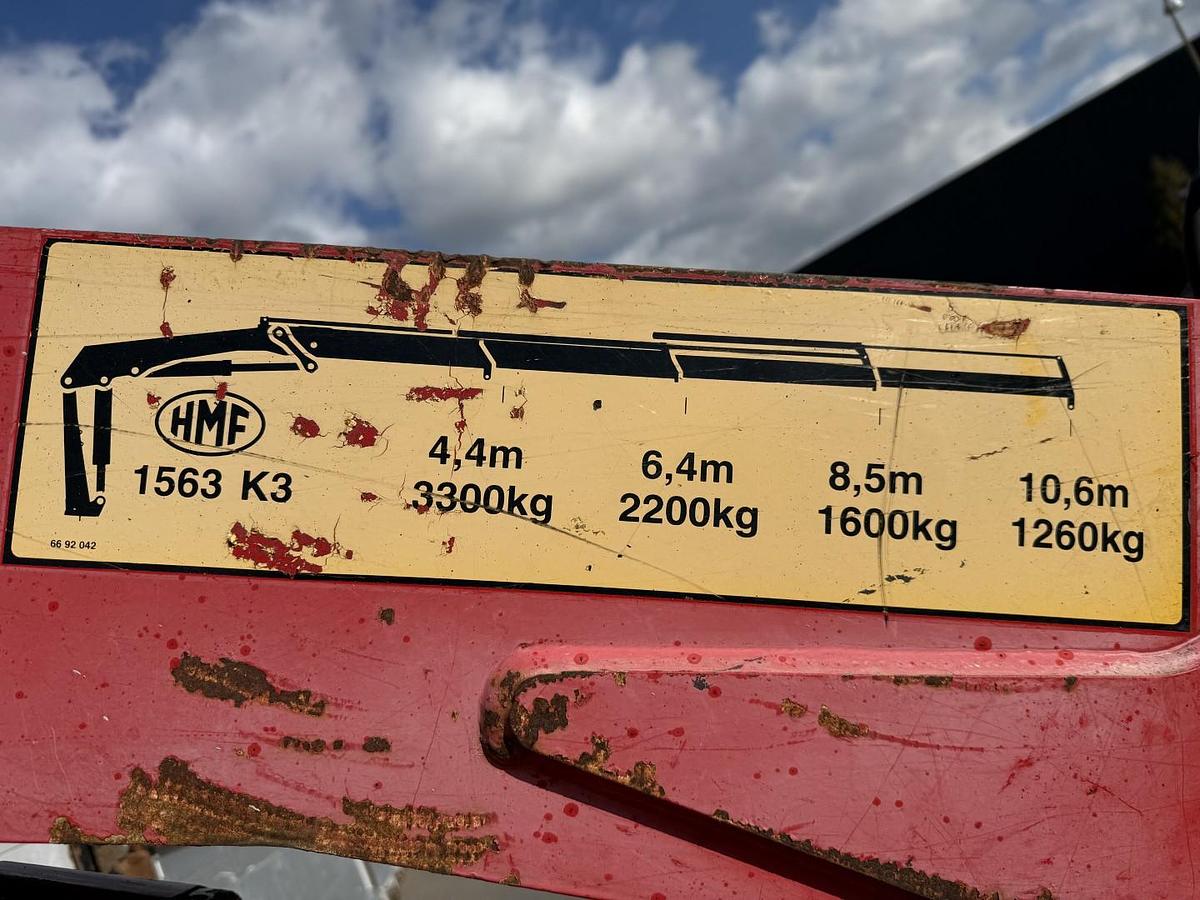 HMF
1563 K3
66 92 042
4,4m
3300kg
6,4m
2200kg
8,5m
1600kg
10,6m
1260kg